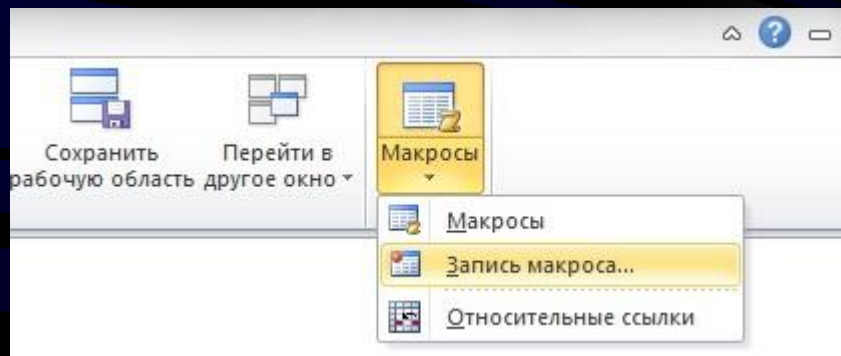 Сохранить
рабочую область
Перейти в
другое окно
Макросы
Макросы
Запись макроса...
Относительные ссылки